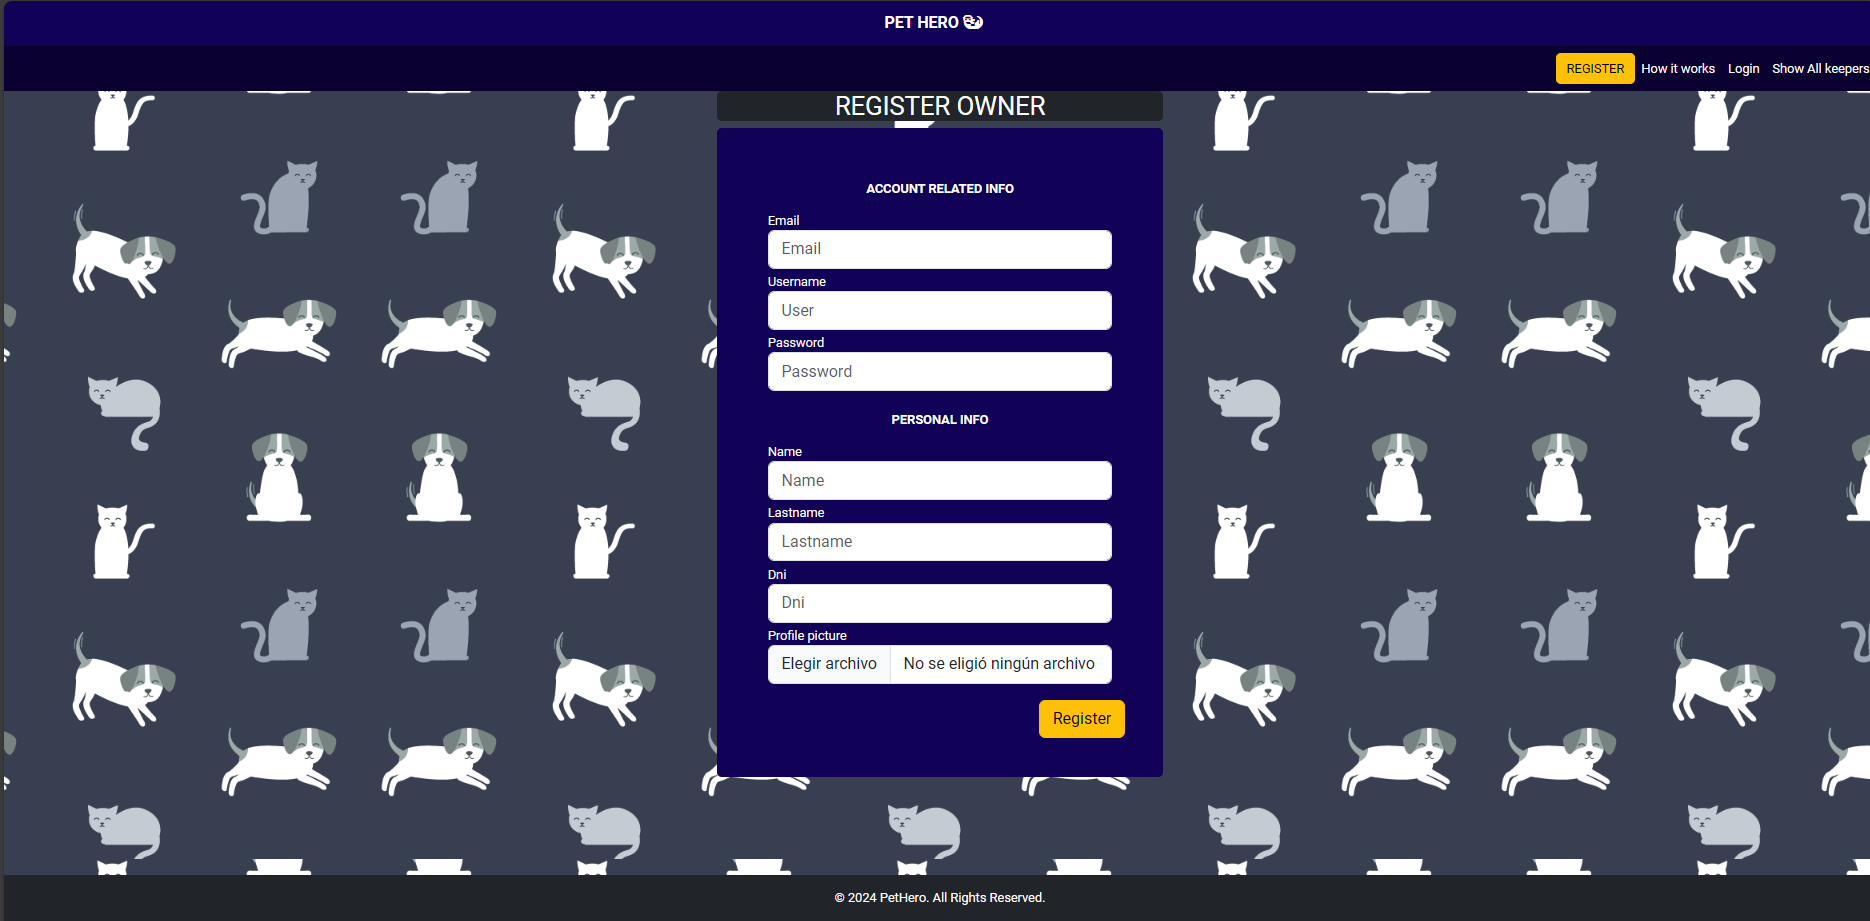 PET HERO
REGISTER How it works Login Show All keepers
REGISTER OWNER
ACCOUNT RELATED INFO
Email
Email
Username
User
Password
Password
PERSONAL INFO
Name
Name
Lastname
Lastname
Dni
Dni
Profile picture
Elegir archivo No se eligió ningún archivo
Register
© 2024 PetHero. All Rights Reserved.